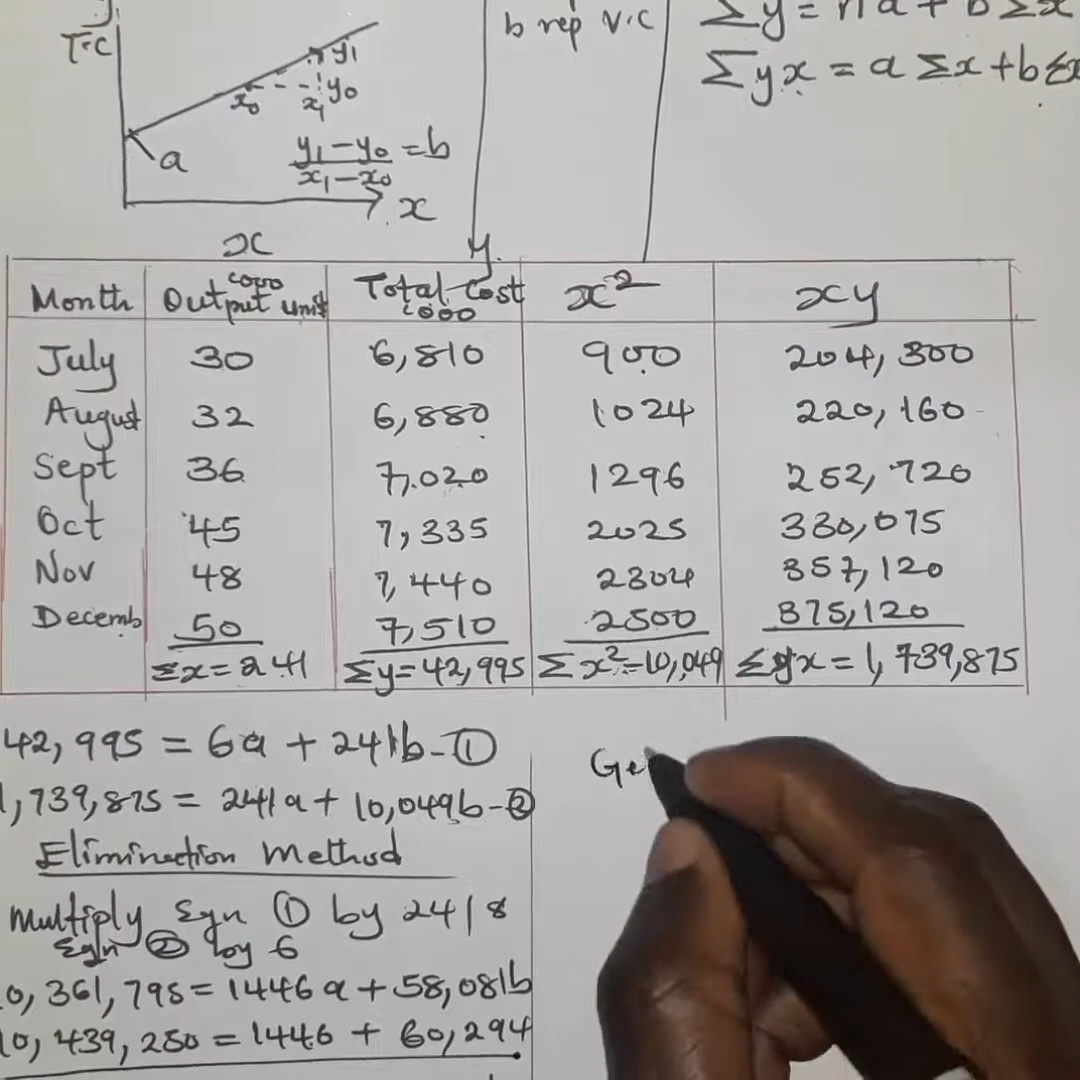 T.C
b rep V.C
Σy = na + bΣx
Σyx = aΣx + bΣx
y₁
x₀ x₁ y₀
a
y₁ − y₀ = b
x₁ − x₀
x
x y
Month Output unit Total Cost x² xy
July 30 6,810 900 204,300
August 32 6,880 1024 220,160
Sept 36 7,020 1296 252,720
Oct 45 7,335 2025 330,075
Nov 48 7,440 2304 357,120
Decemb 50 7,510 2500 375,120
Σx = 241 Σy = 42,995 Σx² = 10,049 Σyx = 1,739,875
42,995 = 6a + 241b - ①
1,739,875 = 241a + 10,049b - ②
Elimination Method
Multiply Eqn ① by 241 &
Eqn ② by 6
0,361,795 = 1446a + 58,081b
10,439,250 = 1446 + 60,294
Ge